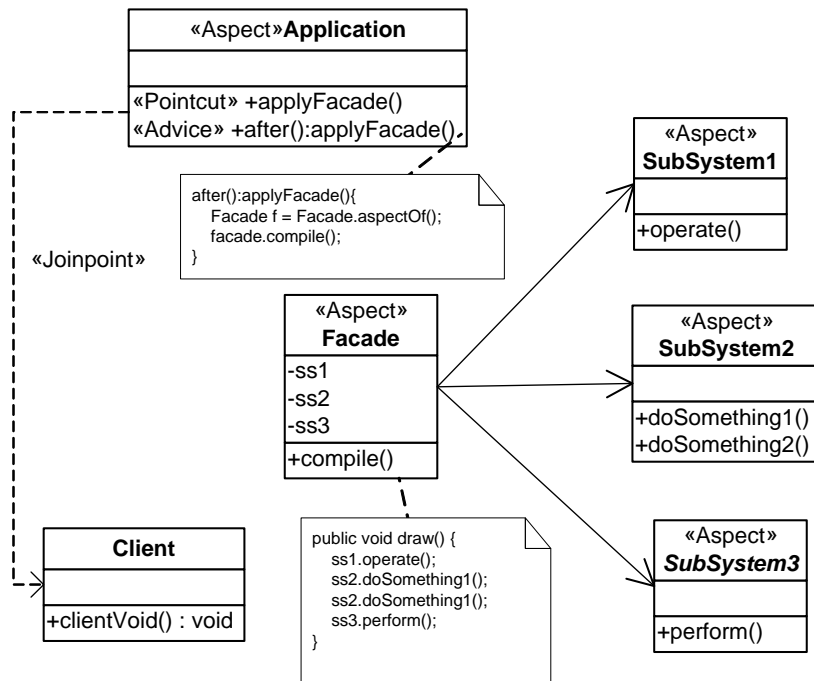 «Aspect»Application
«Pointcut» +applyFacade()
«Advice» +after():applyFacade()
after():applyFacade(){
Facade f = Facade.aspectOf();
facade.compile();
}
«Joinpoint»
«Aspect»
SubSystem1
+operate()
«Aspect»
Facade
-ss1
-ss2
-ss3
+compile()
«Aspect»
SubSystem2
+doSomething1()
+doSomething2()
public void draw() {
ss1.operate();
ss2.doSomething1();
ss2.doSomething1();
ss3.perform();
}
«Aspect»
SubSystem3
+perform()
Client
+clientVoid() : void